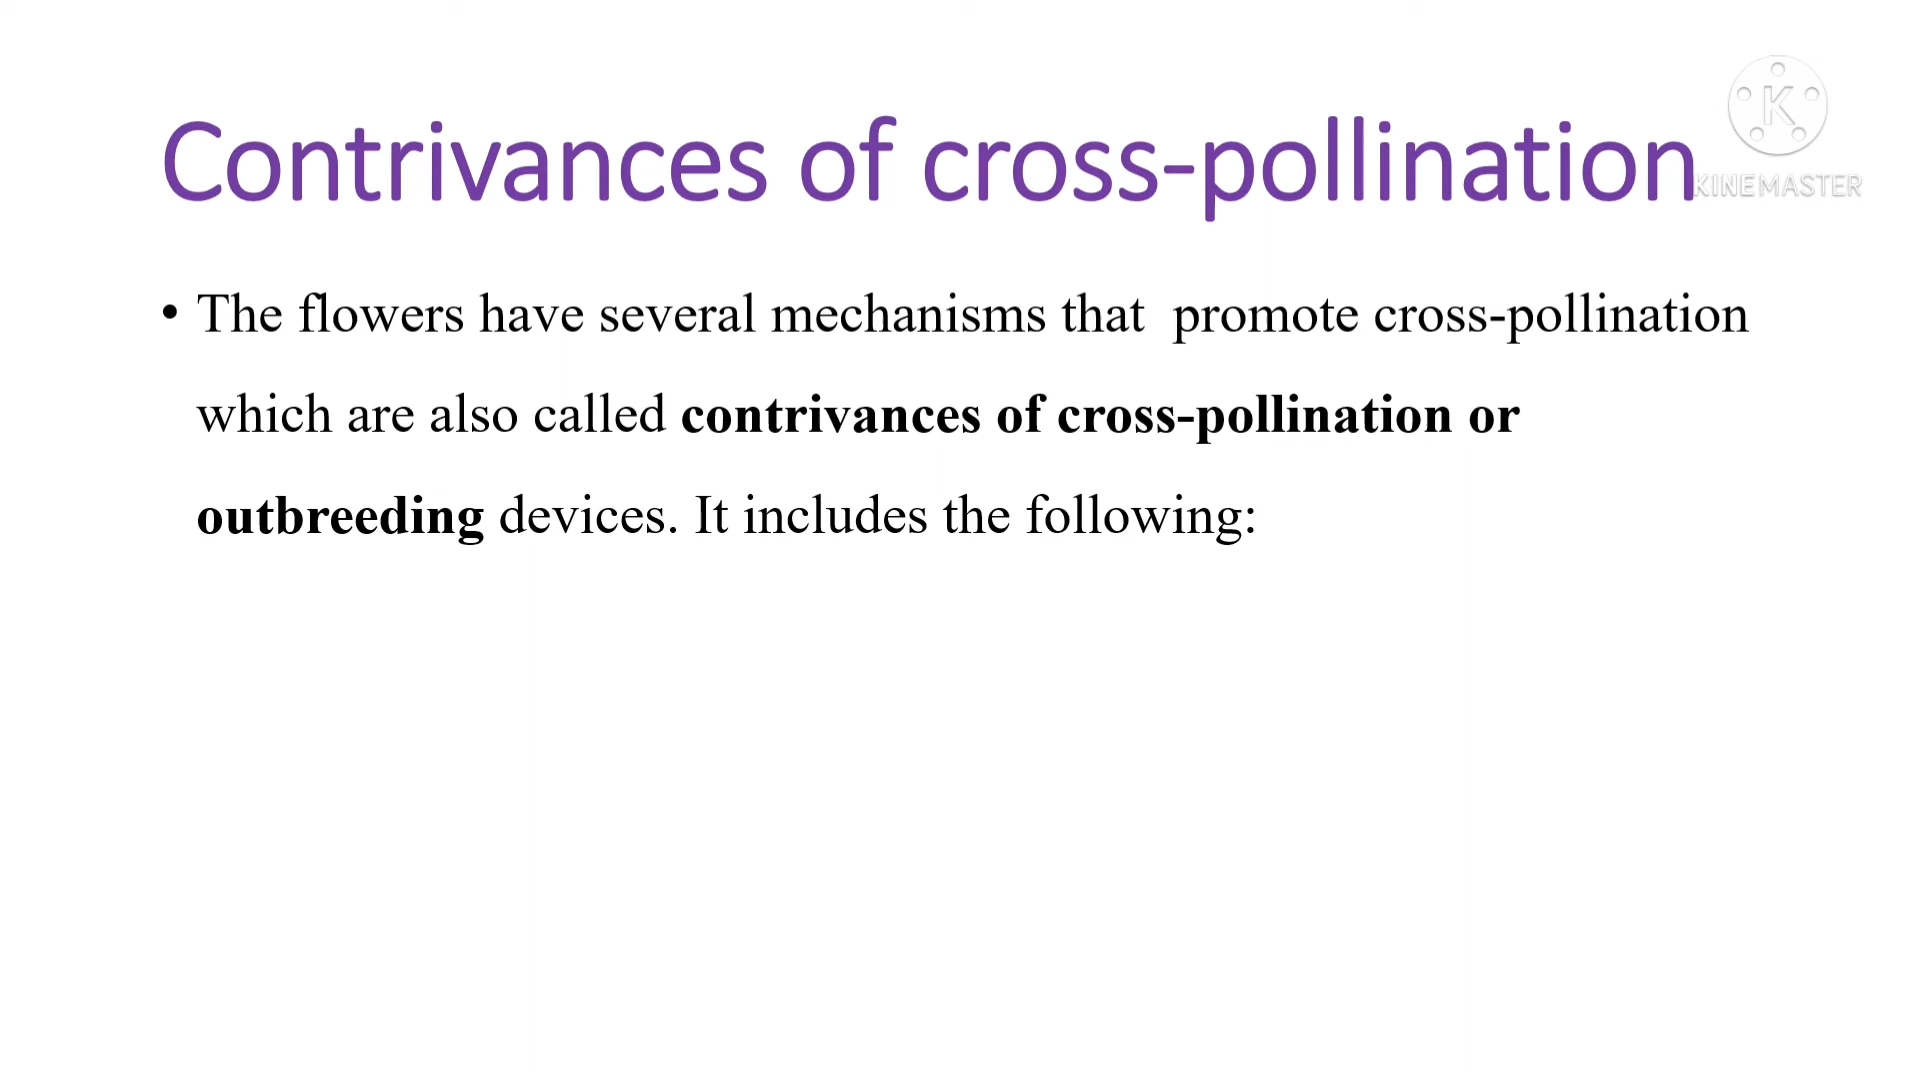 Contrivances of cross-pollination
K
KINEMASTER
• The flowers have several mechanisms that promote cross-pollination
which are also called contrivances of cross-pollination or
outbreeding devices. It includes the following: